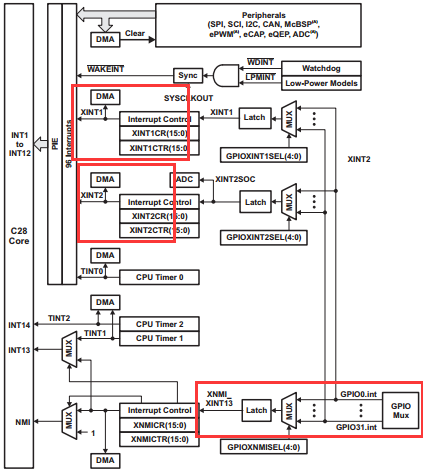 Peripherals
(SPI, SCI, I2C, CAN, McBSP(A),
ePWM(A), eCAP, eQEP, ADC(A))
DMA
Clear
WAKEINT
Sync
WDINT
LPMINT
Watchdog
Low-Power Models
SYSCLKOUT
DMA
XINT1
Interrupt Control
XINT1CR(15:0)
XINT1CTR(15:0)
XINT1
Latch
MUX
GPIOXINT1SEL(4:0)
INT1
to
INT12
PIE
96 Interrupts
C28
Core
XINT2
DMA
XINT2
ADC
XINT2SOC
Interrupt Control
XINT2CR(15:0)
XINT2CTR(15:0)
Latch
MUX
GPIOXINT2SEL(4:0)
DMA
TINT0
CPU Timer 0
DMA
TINT2
INT14
CPU Timer 2
TINT1
CPU Timer 1
INT13
MUX
NMI
MUX
1
Interrupt Control
XNMICR(15:0)
XNMICTR(15:0)
DMA
XNMI_
XINT13
Latch
MUX
GPIOXNMISEL(4:0)
GPIO0.int
GPIO31.int
GPIO
Mux